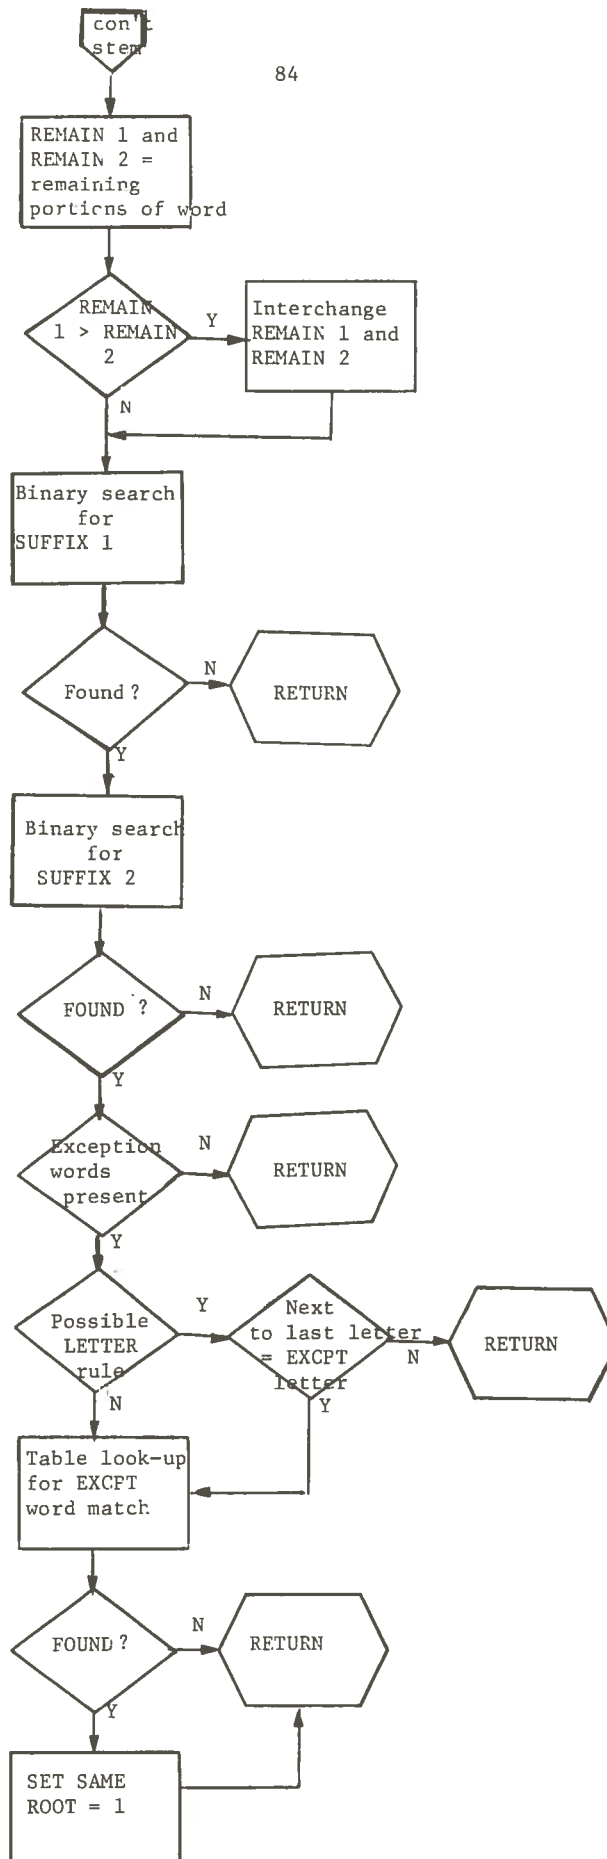 con't
stem
84
REMAIN 1 and
REMAIN 2 =
remaining
portions of word
REMAIN
1 > REMAIN
2
Y
Interchange
REMAIN 1 and
REMAIN 2
N
Binary search
for
SUFFIX 1
Found?
N
RETURN
Y
Binary search
for
SUFFIX 2
FOUND ?
N
RETURN
Y
Exception
words
present
N
RETURN
Y
Possible
LETTER
rule
Y
Next
to last letter
= EXCPT
letter
N
RETURN
N
Y
Table look-up
for EXCPT
word match
FOUND ?
N
RETURN
Y
SET SAME
ROOT = 1